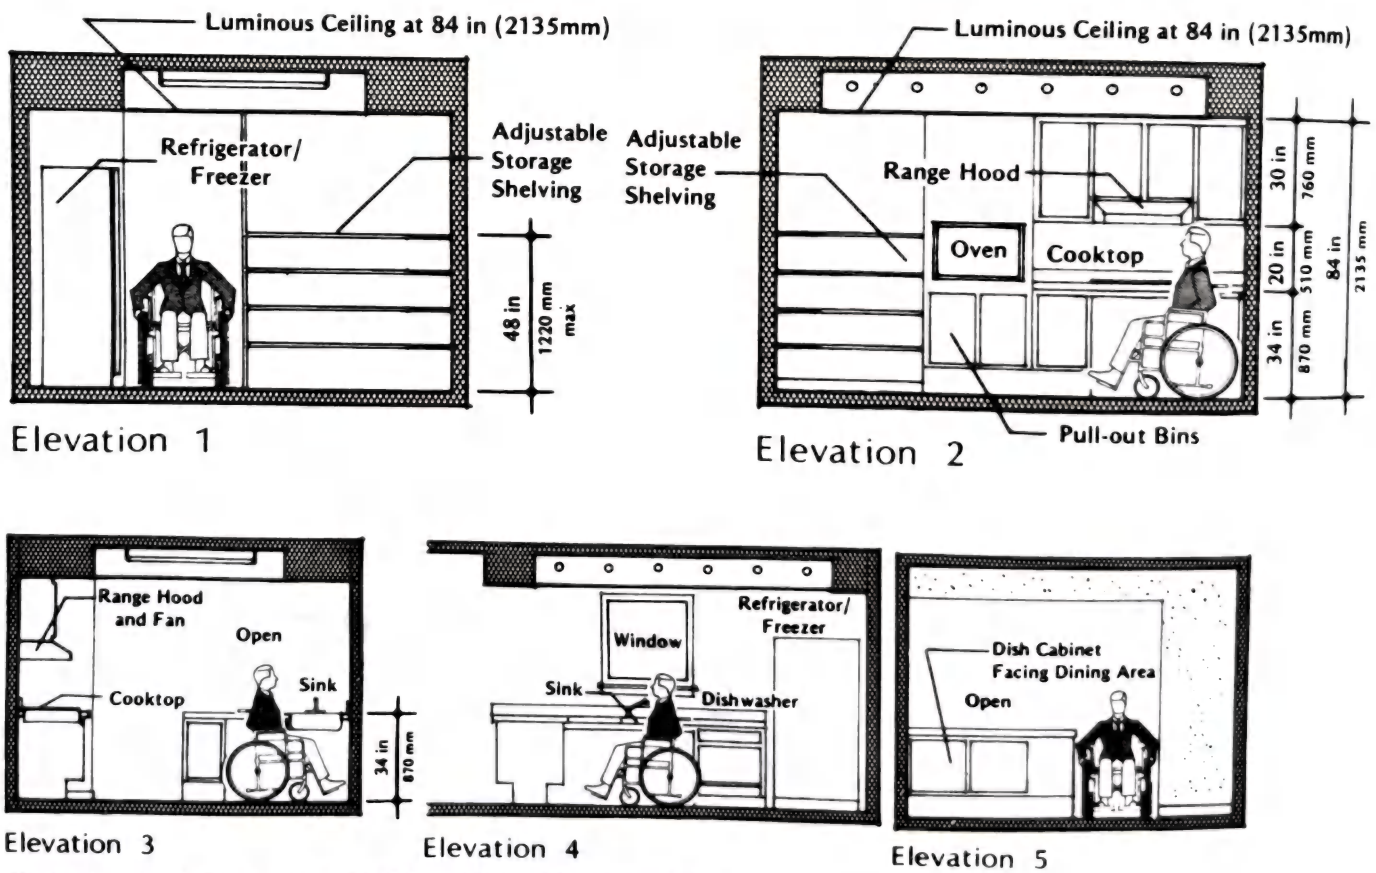 Luminous Ceiling at 84 in (2135mm)
Refrigerator/
Freezer
Adjustable
Storage
Shelving
48 in
1220 mm
max
Elevation 1
Luminous Ceiling at 84 in (2135mm)
Adjustable
Storage
Shelving
Range Hood
Oven
Cooktop
30 in
760 mm
20 in
510 mm
34 in
870 mm
84 in
2135 mm
Pull-out Bins
Elevation 2
Range Hood
and Fan
Open
Cooktop
Sink
34 in
870 mm
Elevation 3
Window
Refrigerator/
Freezer
Sink
Dishwasher
Elevation 4
Dish Cabinet
Facing Dining Area
Open
Elevation 5